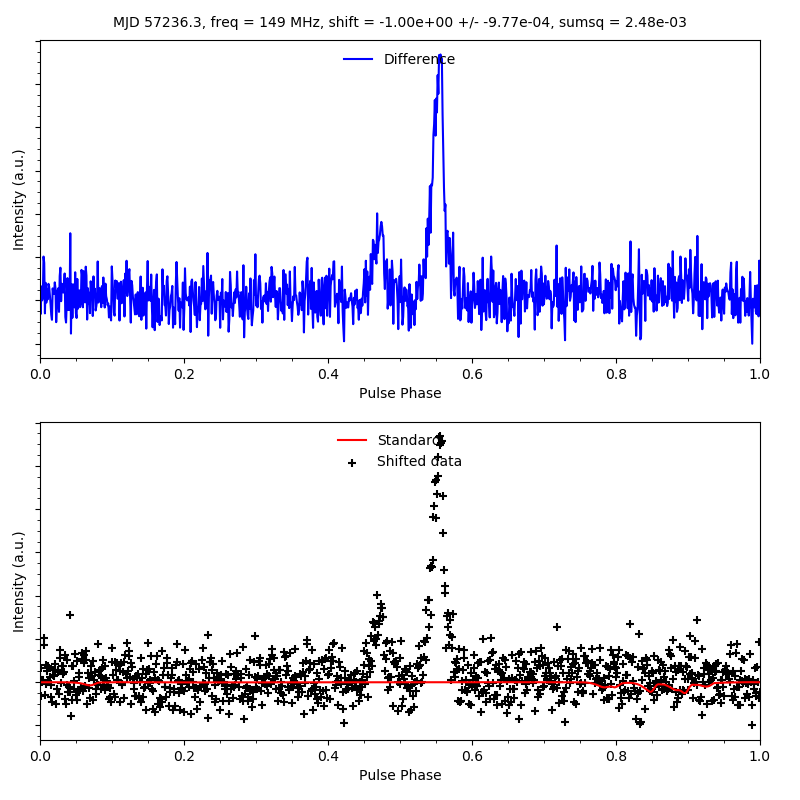 MJD 57236.3, freq = 149 MHz, shift = -1.00e+00 +/- -9.77e-04, sumsq = 2.48e-03
Difference
Intensity (a.u.)
0.0 0.2 0.4 0.6 0.8 1.0
Pulse Phase
Standard
Shifted data
Intensity (a.u.)
0.0 0.2 0.4 0.6 0.8 1.0
Pulse Phase